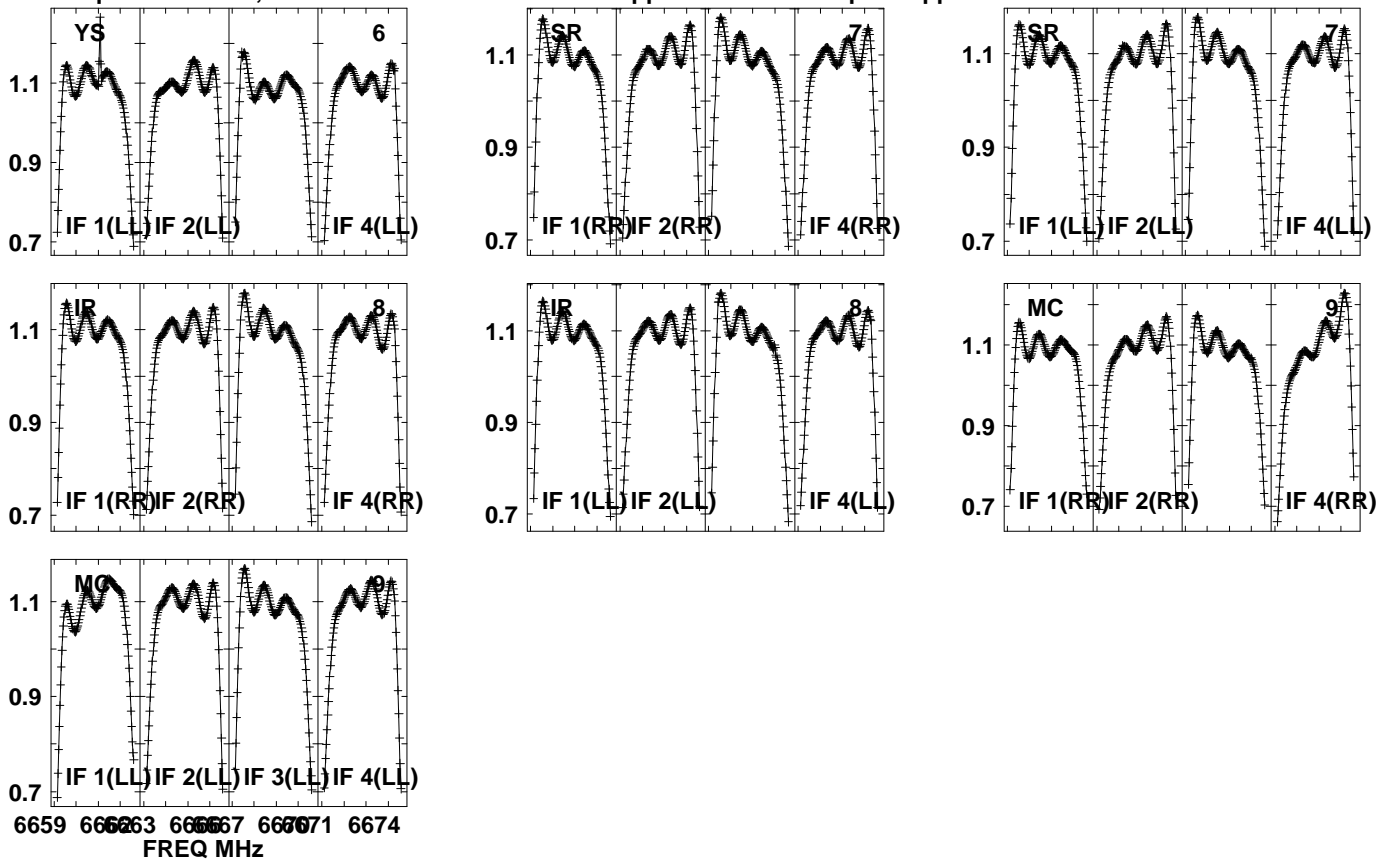 YS 6
1.1
0.9
0.7
IF 1(LL) IF 2(LL) IF 4(LL)
SR 7
1.1
0.9
0.7
IF 1(RR) IF 2(RR) IF 4(RR)
SR 7
1.1
0.9
0.7
IF 1(LL) IF 2(LL) IF 4(LL)
IR 8
1.1
0.9
0.7
IF 1(RR) IF 2(RR) IF 4(RR)
IR 8
1.1
0.9
0.7
IF 1(LL) IF 2(LL) IF 4(LL)
MC 9
1.1
0.9
0.7
IF 1(RR) IF 2(RR) IF 4(RR)
MC 9
1.1
0.9
0.7
IF 1(LL) IF 2(LL) IF 3(LL) IF 4(LL)
6659 6662 6663 6666 6667 6670 6671 6674
FREQ MHz